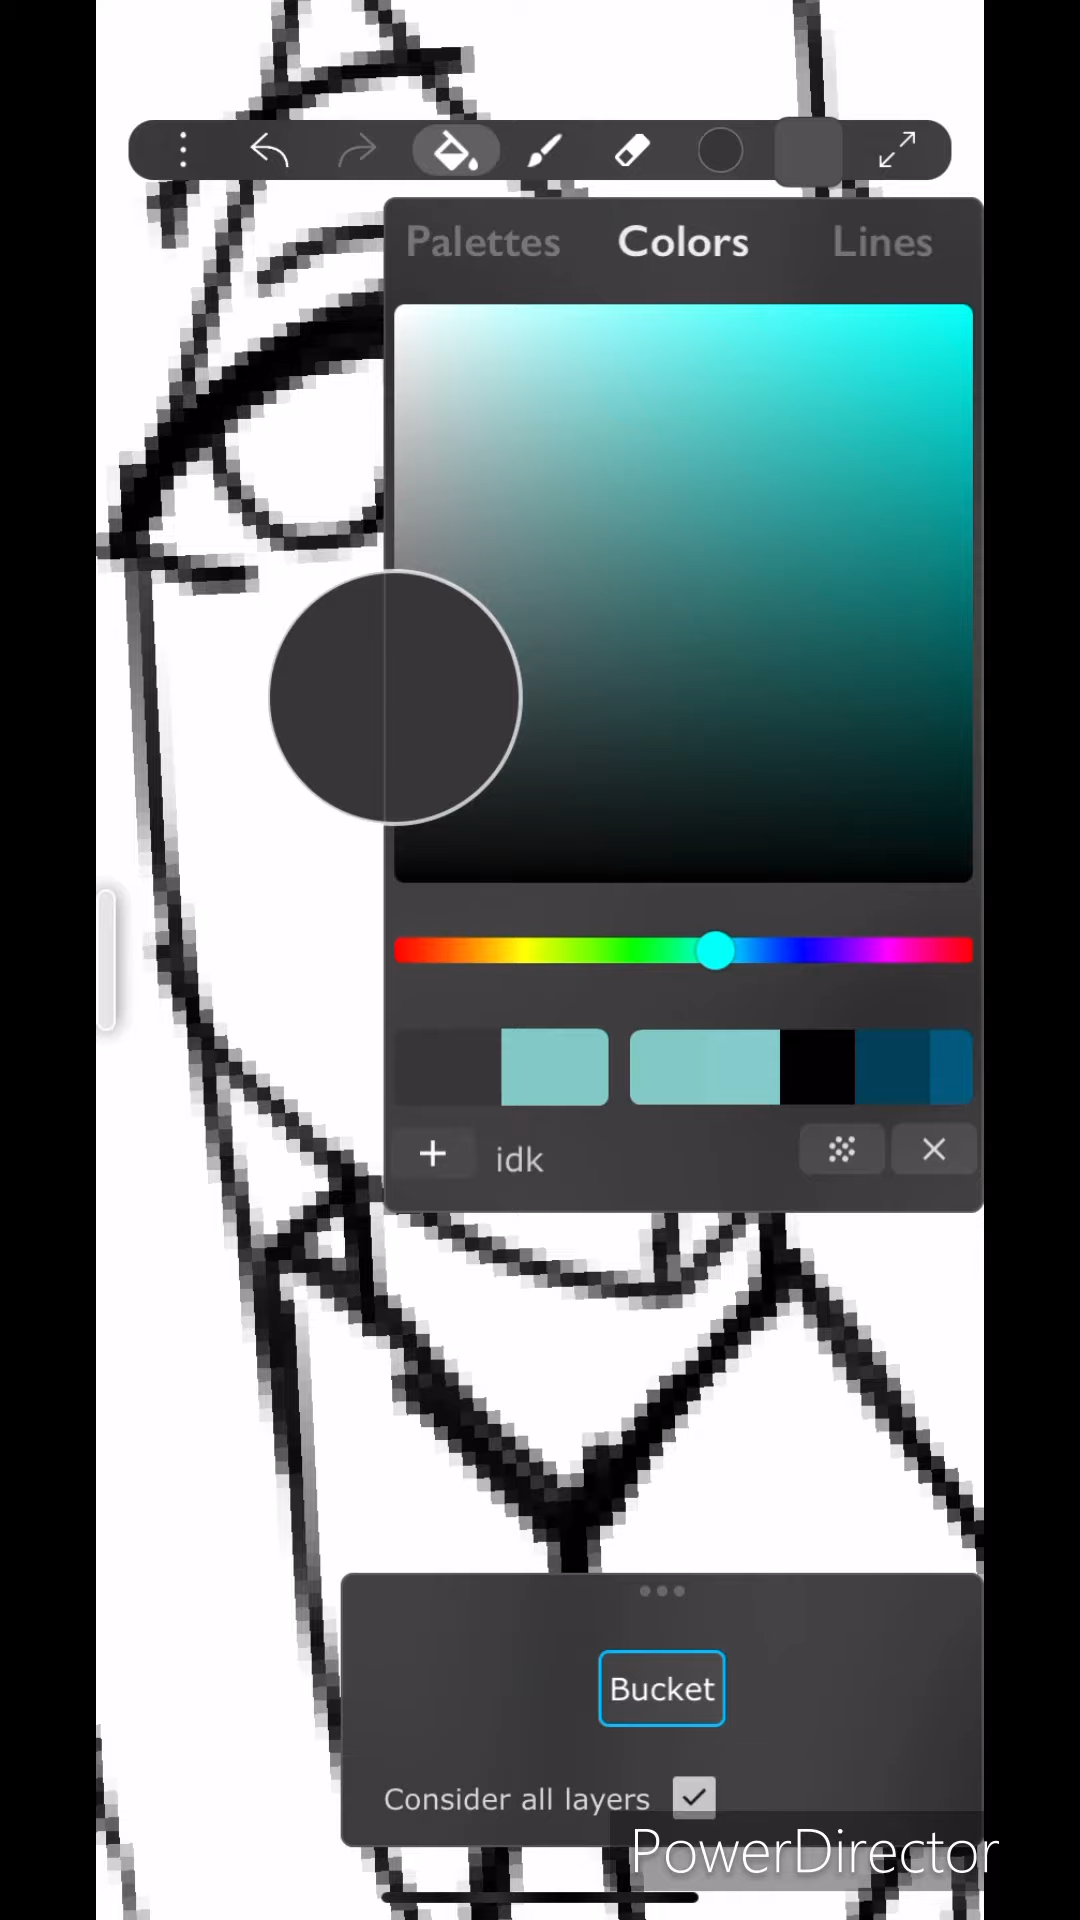 Palettes Colors Lines
idk
Bucket
Consider all layers
PowerDirector